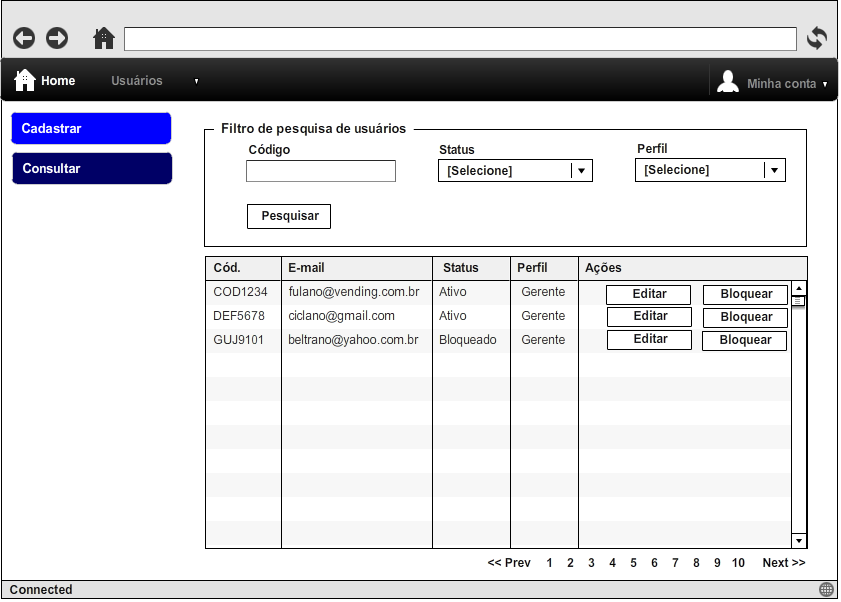 Home Usuários Minha conta
Cadastrar
Consultar
Filtro de pesquisa de usuários
Código Status Perfil
[Selecione] [Selecione]
Pesquisar
Cód. E-mail Status Perfil Ações
COD1234 fulano@vending.com.br Ativo Gerente Editar Bloquear
DEF5678 ciclano@gmail.com Ativo Gerente Editar Bloquear
GUJ9101 beltrano@yahoo.com.br Bloqueado Gerente Editar Bloquear
<< Prev 1 2 3 4 5 6 7 8 9 10 Next >>
Connected